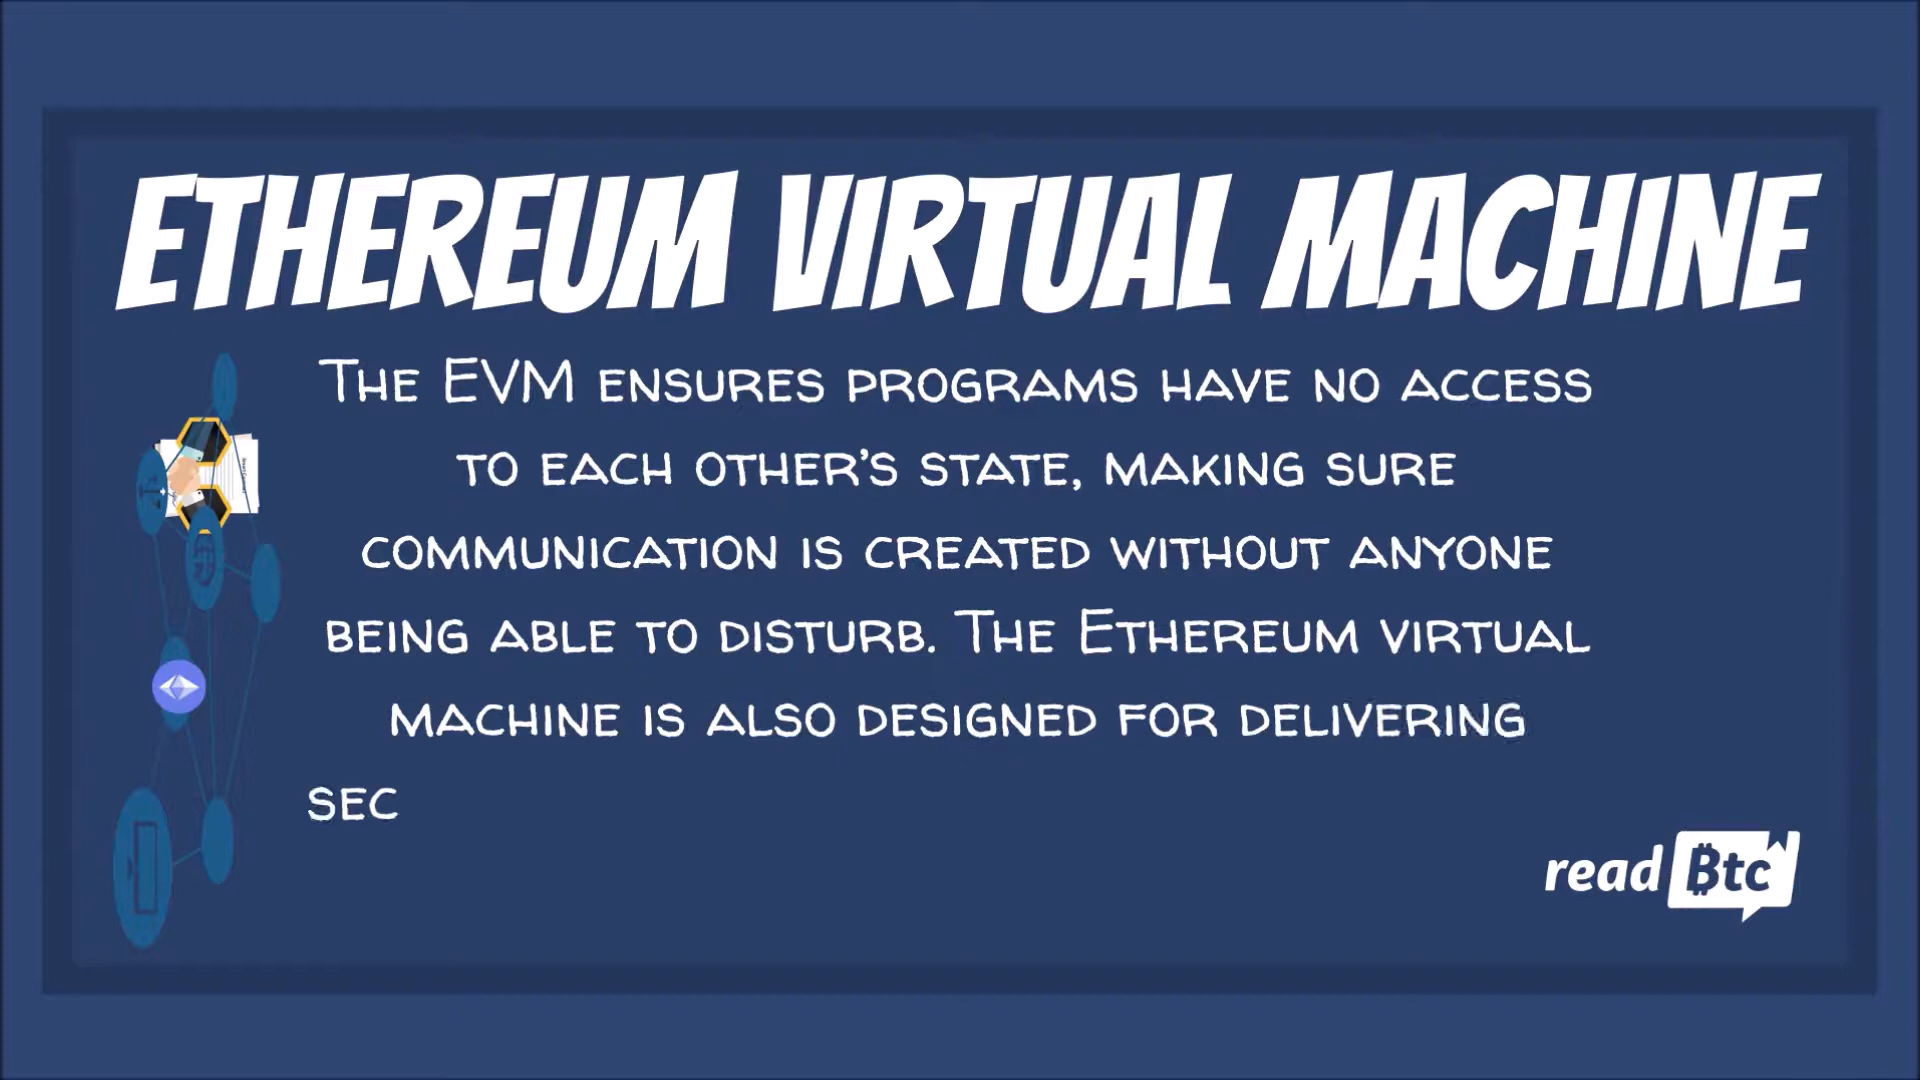 ETHEREUM VIRTUAL MACHINE
The EVM ensures programs have no access
to each other's state, making sure
communication is created without anyone
being able to disturb. The Ethereum virtual
machine is also designed for delivering
sec
read Btc